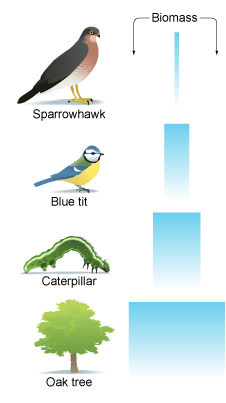 Biomass
Sparrowhawk
Blue tit
Caterpillar
Oak tree